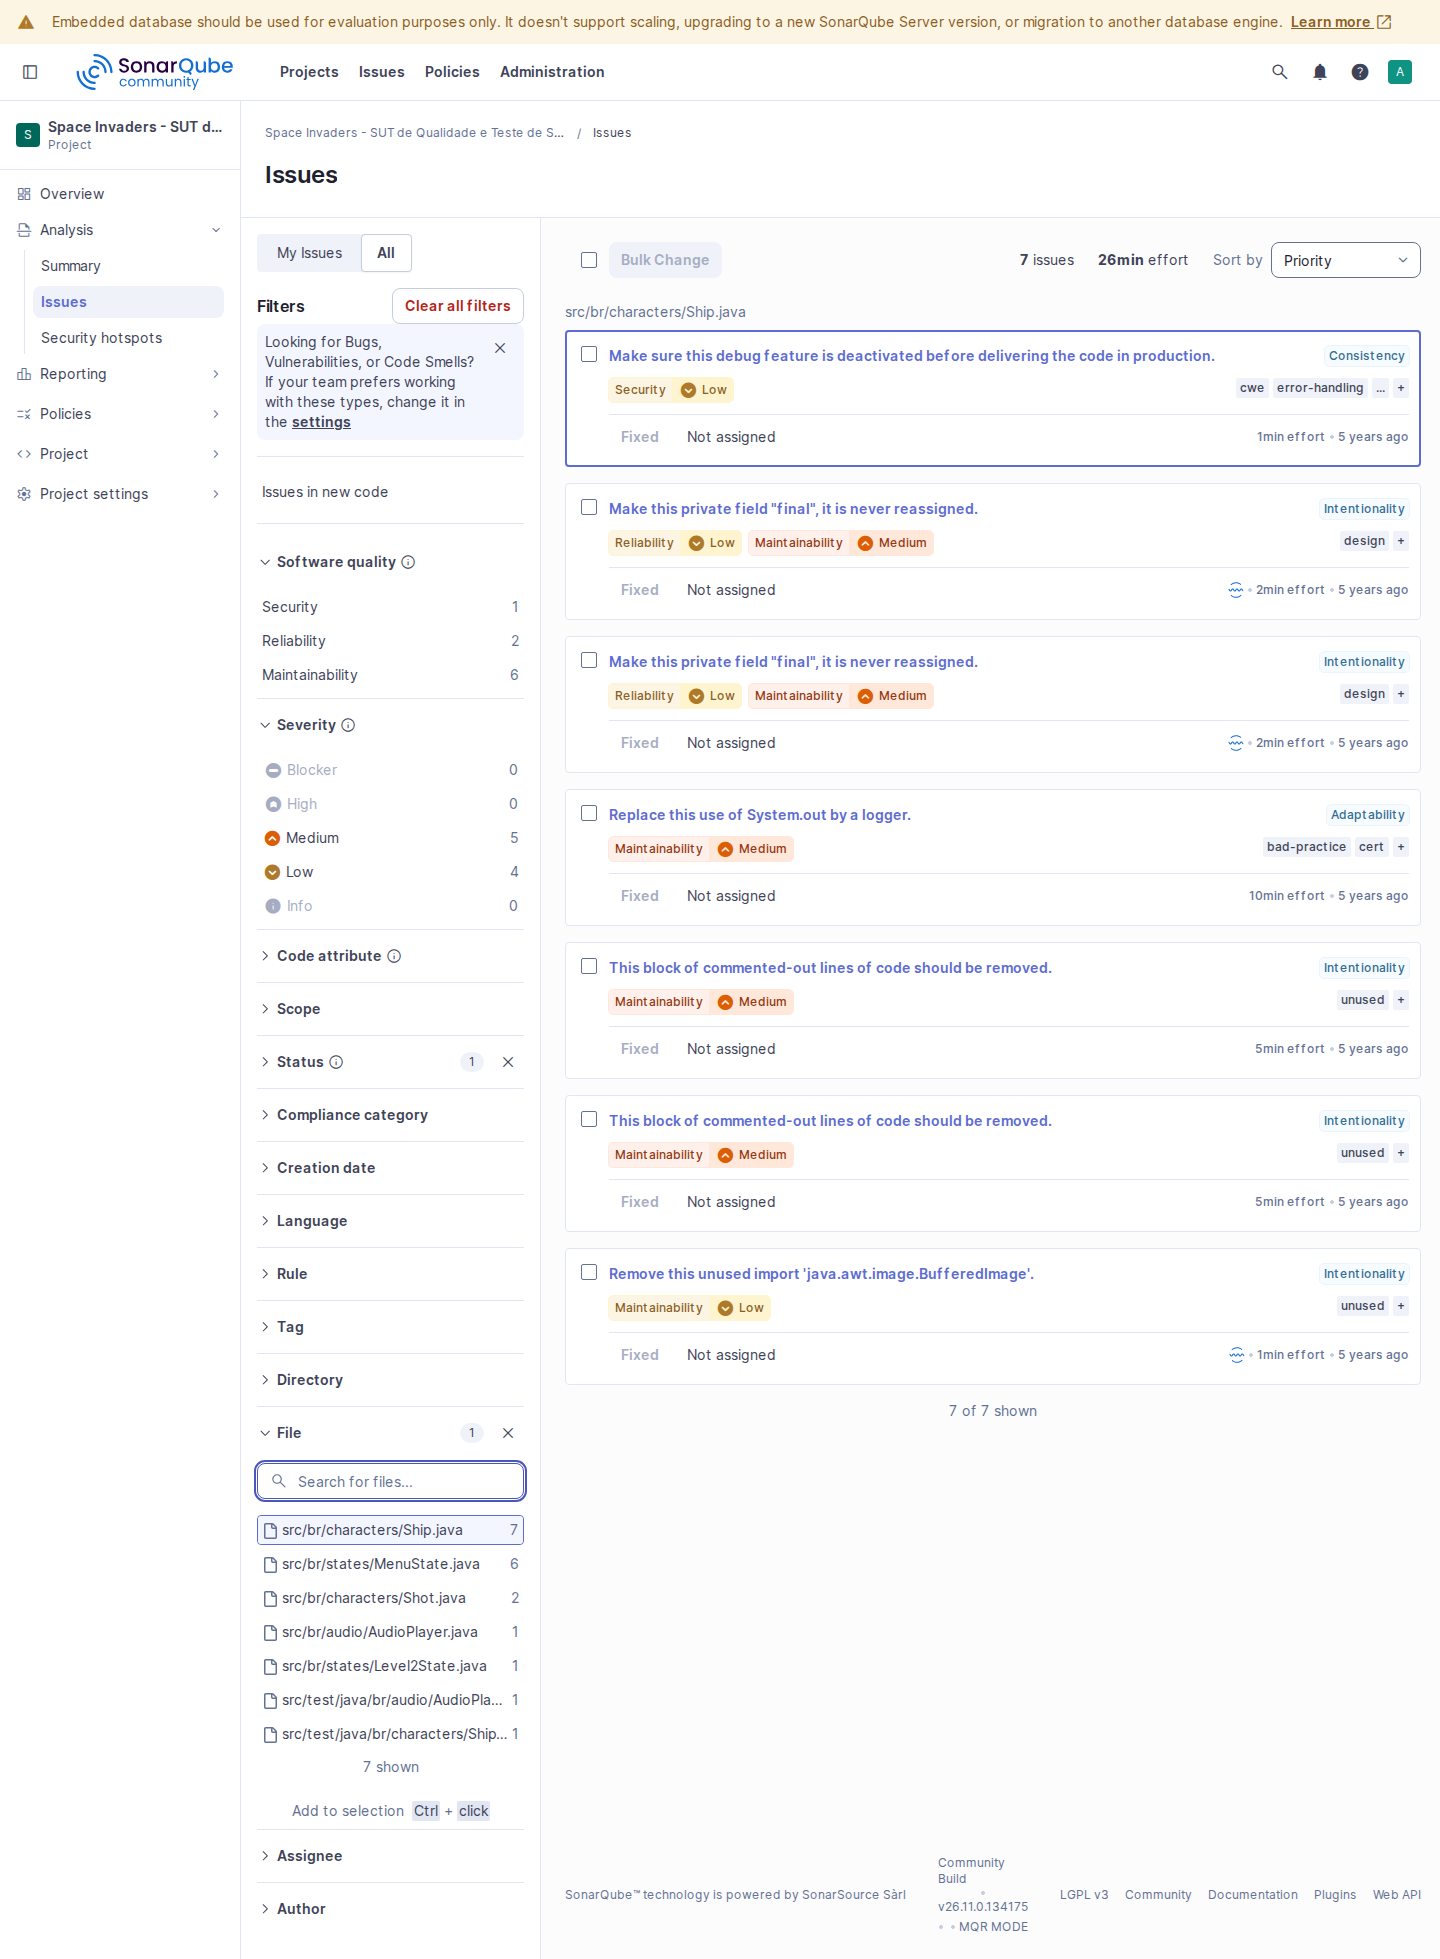 Embedded database should be used for evaluation purposes only. It doesn't support scaling, upgrading to a new SonarQube Server version, or migration to another database engine. Learn more
SonarQube community
Projects Issues Policies Administration
A
S
Space Invaders - SUT d...
Project
Overview
Analysis
Summary
Issues
Security hotspots
Reporting
Policies
Project
Project settings
Space Invaders - SUT de Qualidade e Teste de S... / Issues
Issues
My Issues All
Filters
Clear all filters
Looking for Bugs,
Vulnerabilities, or Code Smells?
If your team prefers working
with these types, change it in
the settings
Issues in new code
Software quality
Security 1
Reliability 2
Maintainability 6
Severity
Blocker 0
High 0
Medium 5
Low 4
Info 0
Code attribute
Scope
Status 1
Compliance category
Creation date
Language
Rule
Tag
Directory
File 1
Search for files...
src/br/characters/Ship.java 7
src/br/states/MenuState.java 6
src/br/characters/Shot.java 2
src/br/audio/AudioPlayer.java 1
src/br/states/Level2State.java 1
src/test/java/br/audio/AudioPla... 1
src/test/java/br/characters/Ship... 1
7 shown
Add to selection Ctrl + click
Assignee
Author
Bulk Change
7 issues 26min effort Sort by Priority
src/br/characters/Ship.java
Make sure this debug feature is deactivated before delivering the code in production. Consistency
Security Low cwe error-handling ... +
Fixed Not assigned 1min effort • 5 years ago
Make this private field "final", it is never reassigned. Intentionality
Reliability Low Maintainability Medium design +
Fixed Not assigned • 2min effort • 5 years ago
Make this private field "final", it is never reassigned. Intentionality
Reliability Low Maintainability Medium design +
Fixed Not assigned • 2min effort • 5 years ago
Replace this use of System.out by a logger. Adaptability
Maintainability Medium bad-practice cert +
Fixed Not assigned 10min effort • 5 years ago
This block of commented-out lines of code should be removed. Intentionality
Maintainability Medium unused +
Fixed Not assigned 5min effort • 5 years ago
This block of commented-out lines of code should be removed. Intentionality
Maintainability Medium unused +
Fixed Not assigned 5min effort • 5 years ago
Remove this unused import 'java.awt.image.BufferedImage'. Intentionality
Maintainability Low unused +
Fixed Not assigned • 1min effort • 5 years ago
7 of 7 shown
SonarQube™ technology is powered by SonarSource Sàrl
Community
Build
•
v26.11.0.134175
• • MQR MODE
LGPL v3 Community Documentation Plugins Web API